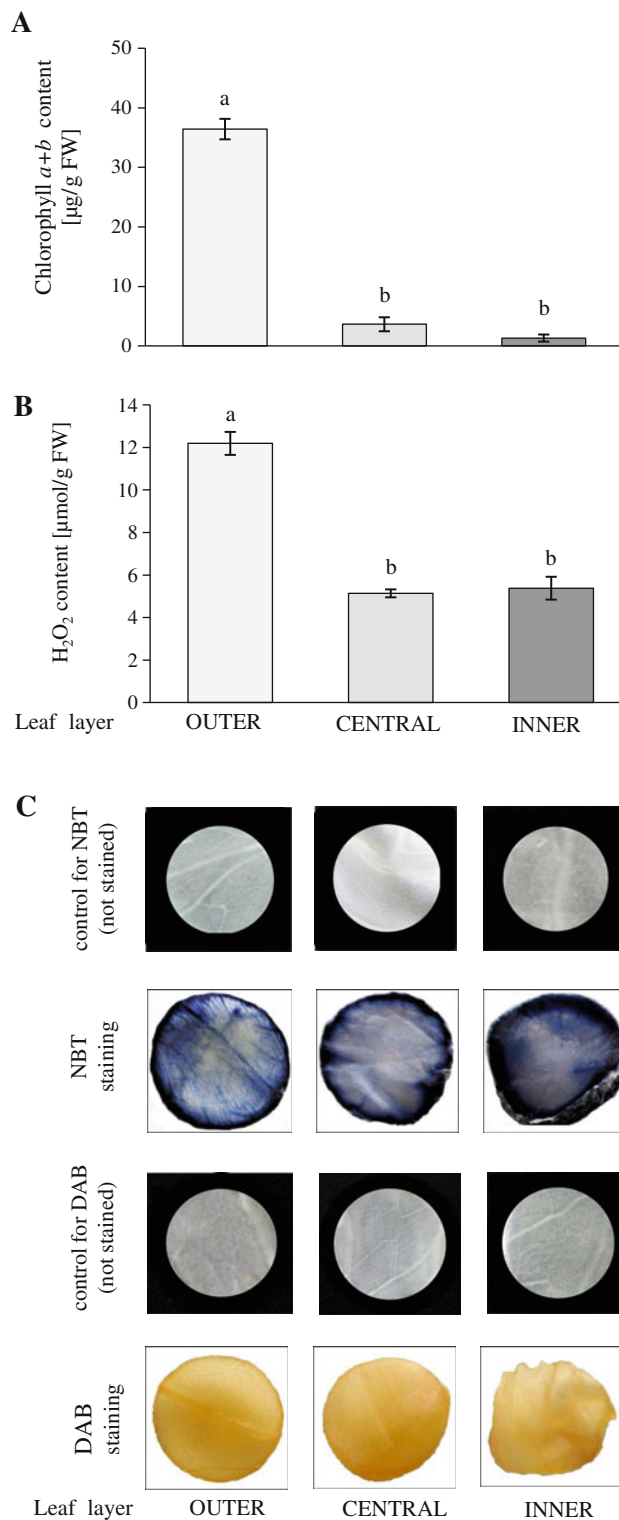 A
Chlorophyll a+b content
[µg/g FW]
50
40
30
20
10
0
a
b
b
B
H₂O₂ content [µmol/g FW]
14
12
10
8
6
4
2
0
a
b
b
Leaf layer OUTER CENTRAL INNER
C
control for NBT
(not stained)
NBT
staining
control for DAB
(not stained)
DAB
staining
Leaf layer OUTER CENTRAL INNER